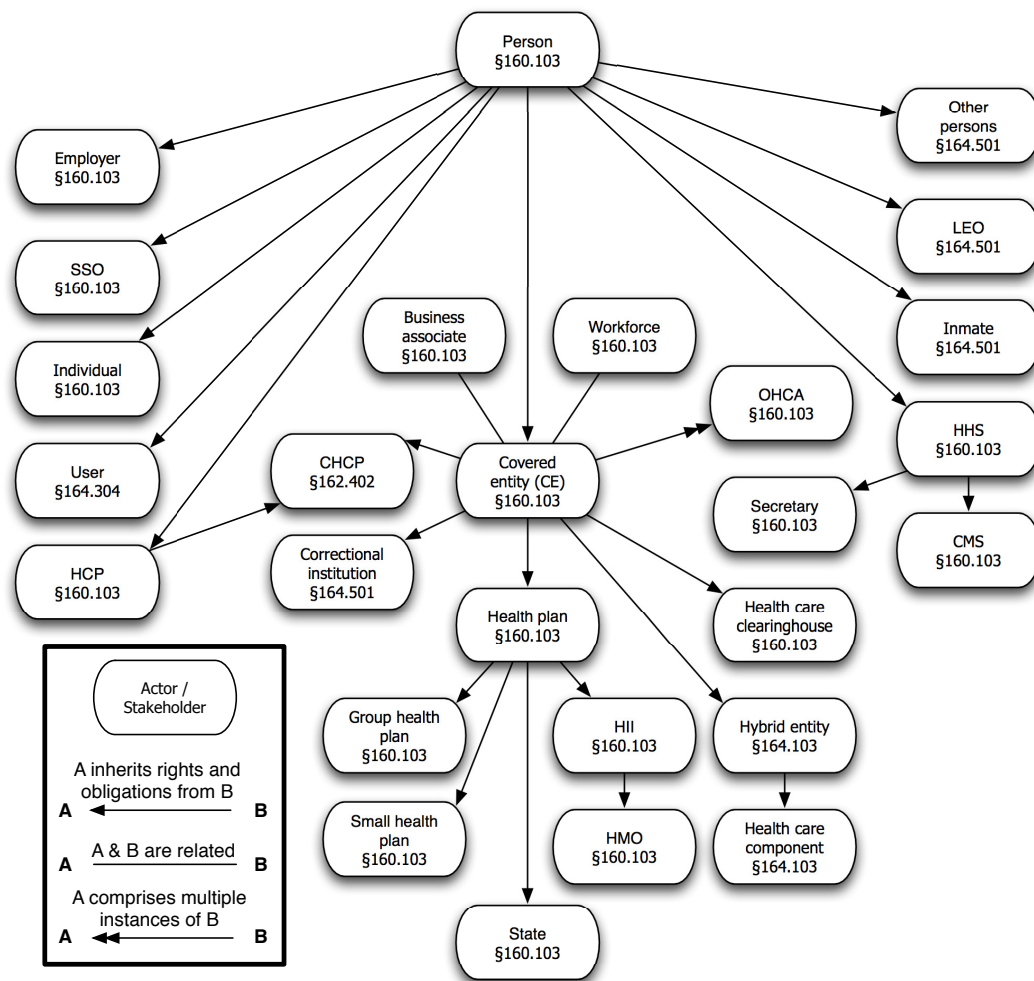 Person
§160.103
Other
persons
§164.501
Employer
§160.103
LEO
§164.501
SSO
§160.103
Business
associate
§160.103
Workforce
§160.103
Inmate
§164.501
Individual
§160.103
OHCA
§160.103
HHS
§160.103
User
§164.304
CHCP
§162.402
Covered
entity (CE)
§160.103
Secretary
§160.103
CMS
§160.103
HCP
§160.103
Correctional
institution
§164.501
Health plan
§160.103
Health care
clearinghouse
§160.103
Group health
plan
§160.103
HII
§160.103
Hybrid entity
§164.103
Small health
plan
§160.103
HMO
§160.103
Health care
component
§164.103
State
§160.103
Actor /
Stakeholder
A inherits rights and
obligations from B
A B
A & B are related
A B
A comprises multiple
instances of B
A B